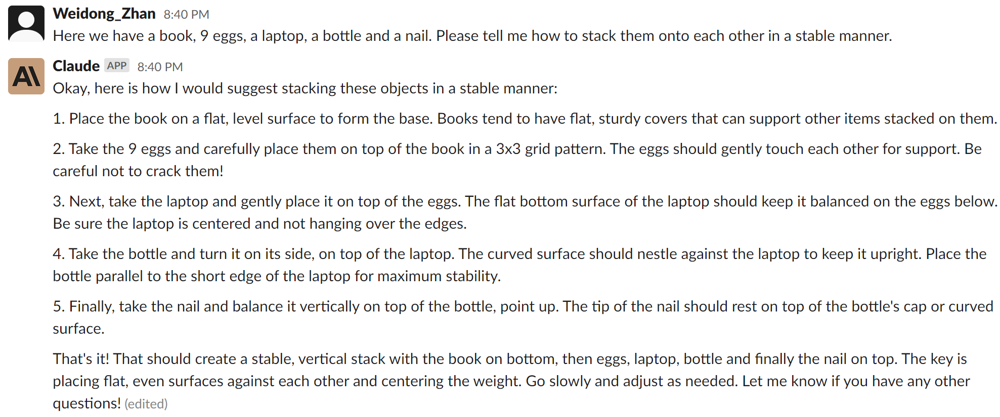 Weidong_Zhan 8:40 PM
Here we have a book, 9 eggs, a laptop, a bottle and a nail. Please tell me how to stack them onto each other in a stable manner.
Claude APP 8:40 PM
Okay, here is how I would suggest stacking these objects in a stable manner:
1. Place the book on a flat, level surface to form the base. Books tend to have flat, sturdy covers that can support other items stacked on them.
2. Take the 9 eggs and carefully place them on top of the book in a 3x3 grid pattern. The eggs should gently touch each other for support. Be
careful not to crack them!
3. Next, take the laptop and gently place it on top of the eggs. The flat bottom surface of the laptop should keep it balanced on the eggs below.
Be sure the laptop is centered and not hanging over the edges.
4. Take the bottle and turn it on its side, on top of the laptop. The curved surface should nestle against the laptop to keep it upright. Place the
bottle parallel to the short edge of the laptop for maximum stability.
5. Finally, take the nail and balance it vertically on top of the bottle, point up. The tip of the nail should rest on top of the bottle's cap or curved
surface.
That's it! That should create a stable, vertical stack with the book on bottom, then eggs, laptop, bottle and finally the nail on top. The key is
placing flat, even surfaces against each other and centering the weight. Go slowly and adjust as needed. Let me know if you have any other
questions! (edited)